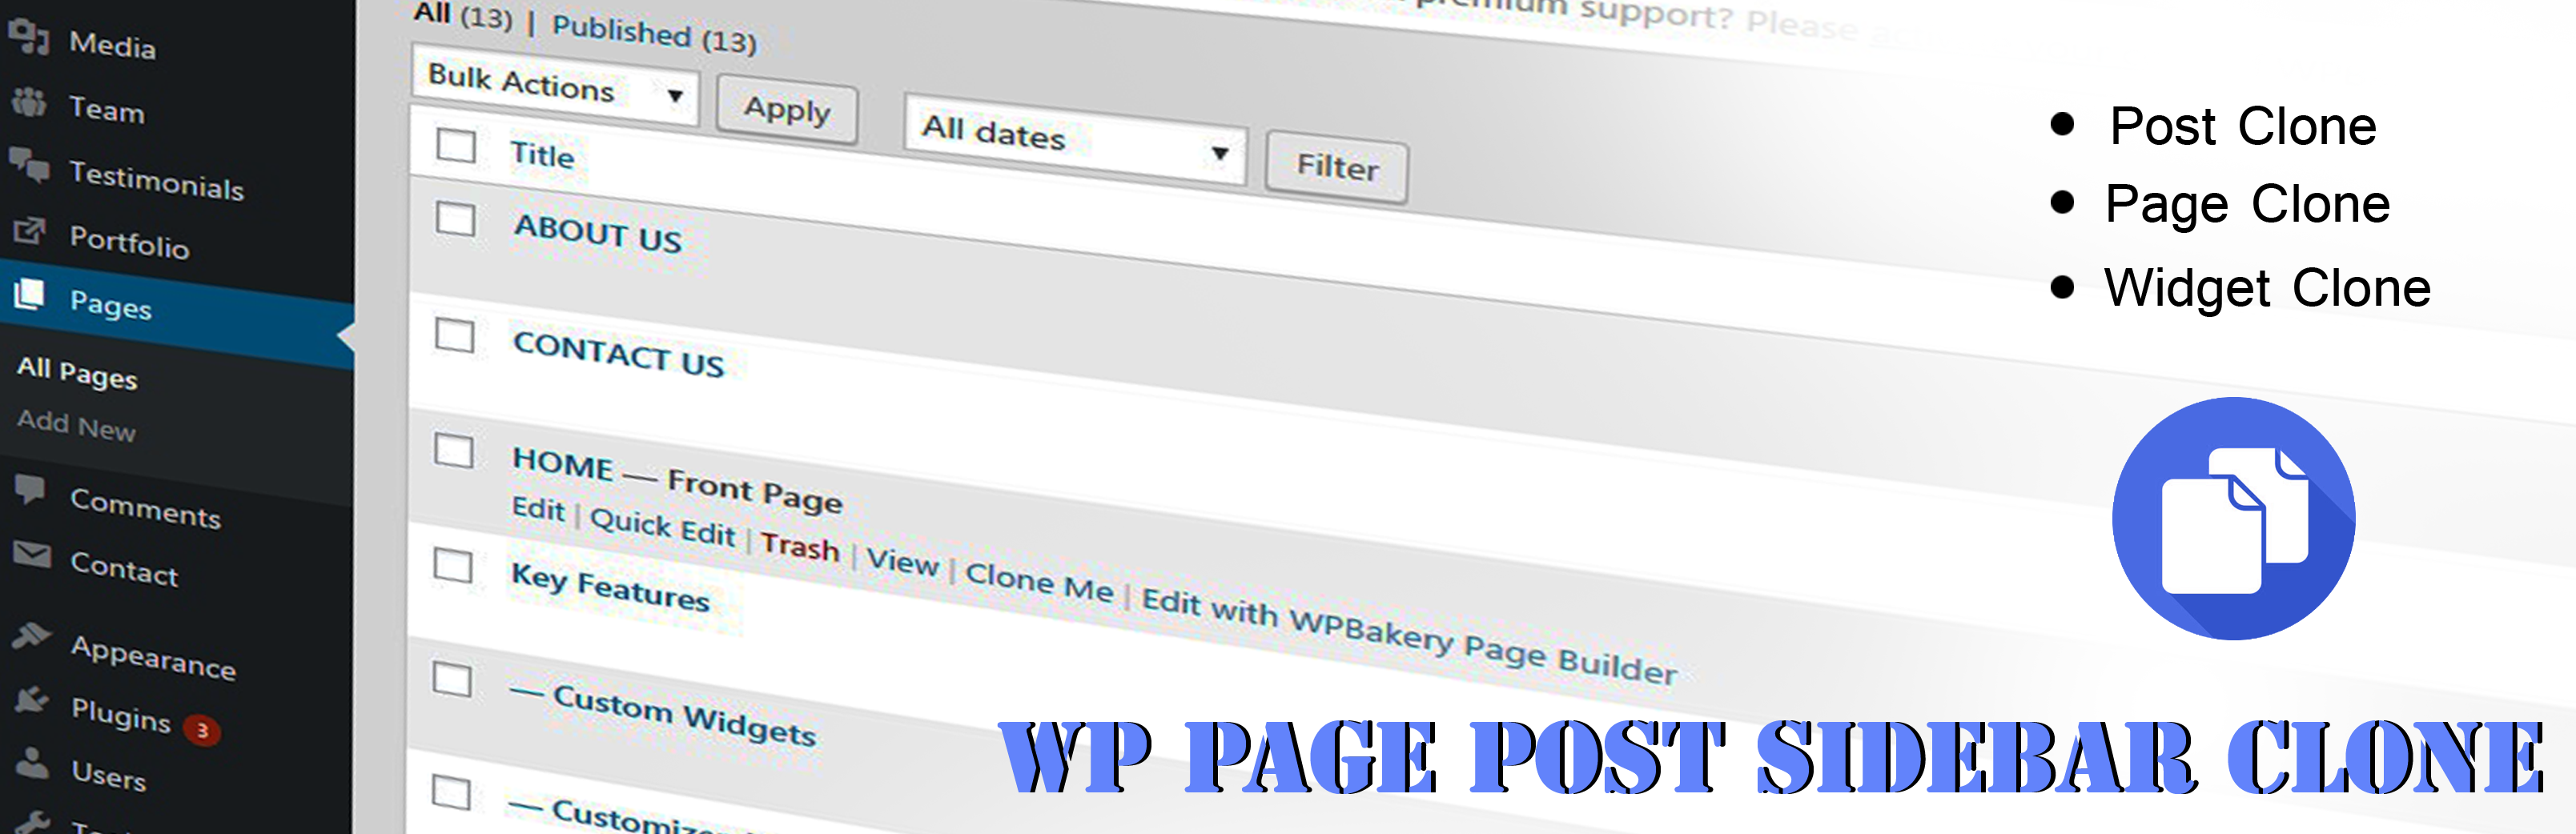 Media
Team
Testimonials
Portfolio
Pages
All Pages
Add New
Comments
Contact
Appearance
Plugins 3
Users
premium support? Please
All (13) | Published (13)
Bulk Actions Apply All dates Filter
Title
ABOUT US
CONTACT US
HOME — Front Page
Edit | Quick Edit | Trash | View | Clone Me | Edit with WPBakery Page Builder
Key Features
— Custom Widgets
— Customizer
• Post Clone
• Page Clone
• Widget Clone
WP PAGE POST SIDEBAR CLONE